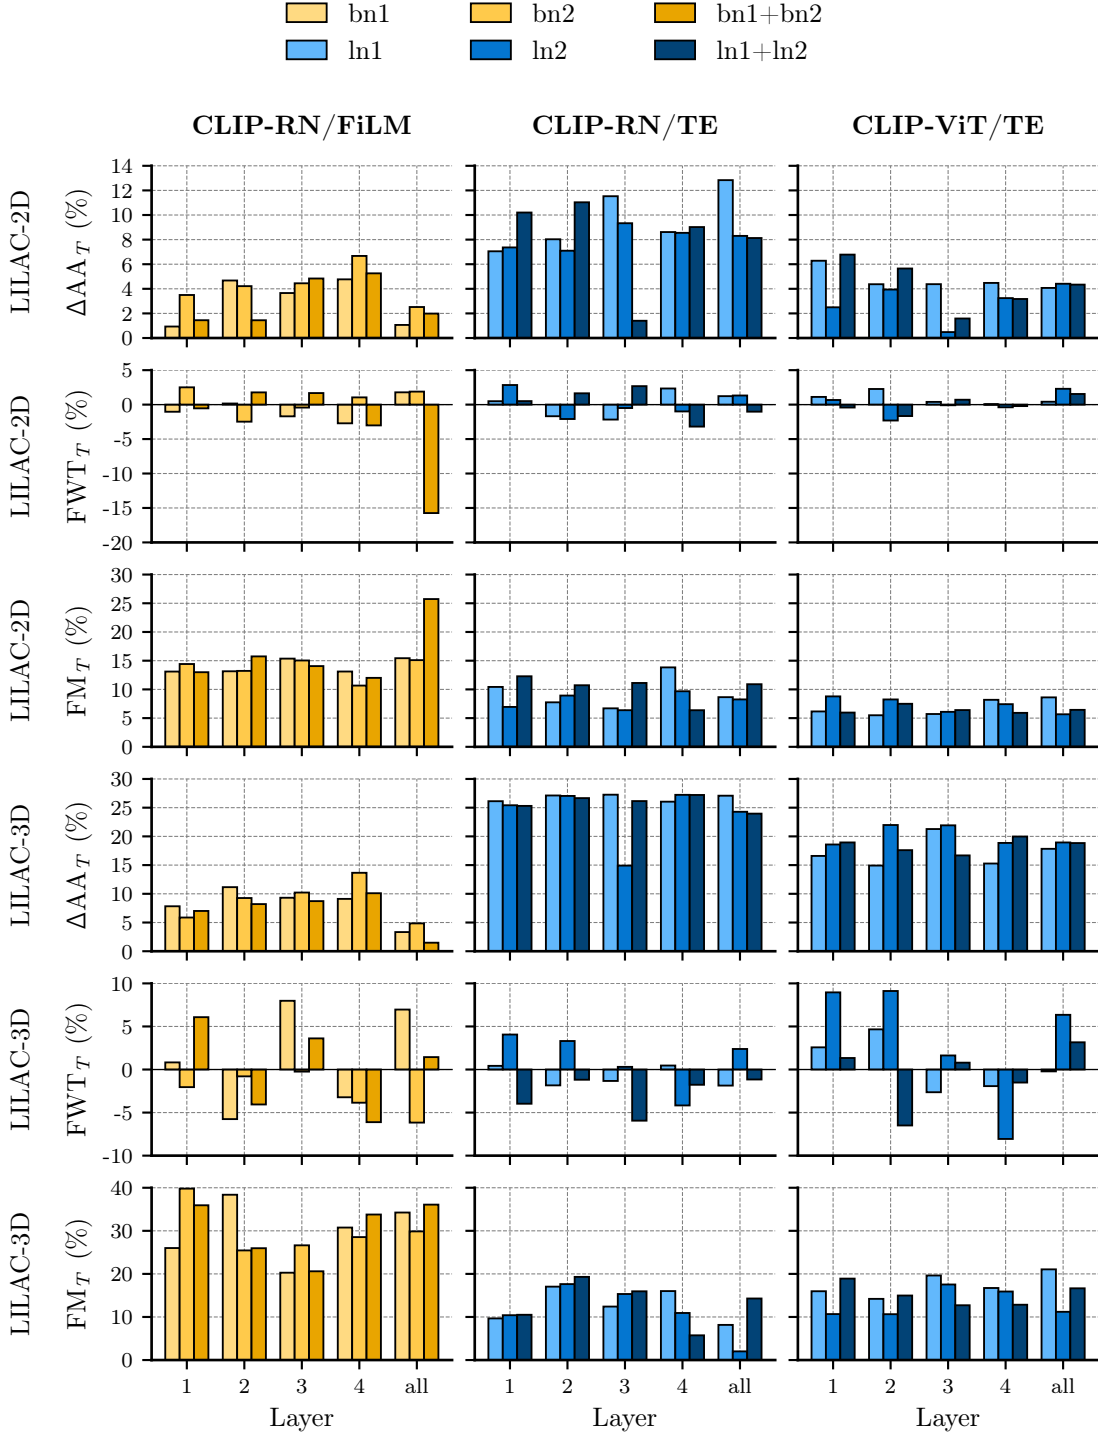 bn1 bn2 bn1+bn2
ln1 ln2 ln1+ln2
CLIP-RN/FiLM CLIP-RN/TE CLIP-ViT/TE
LILAC-2D
ΔAA_T (%)
14
12
10
8
6
4
2
0
LILAC-2D
FWT_T (%)
5
0
-5
-10
-15
-20
LILAC-2D
FM_T (%)
30
25
20
15
10
5
0
LILAC-3D
ΔAA_T (%)
30
25
20
15
10
5
0
LILAC-3D
FWT_T (%)
10
5
0
-5
-10
LILAC-3D
FM_T (%)
40
30
20
10
0
1 2 3 4 all 1 2 3 4 all 1 2 3 4 all
Layer Layer Layer